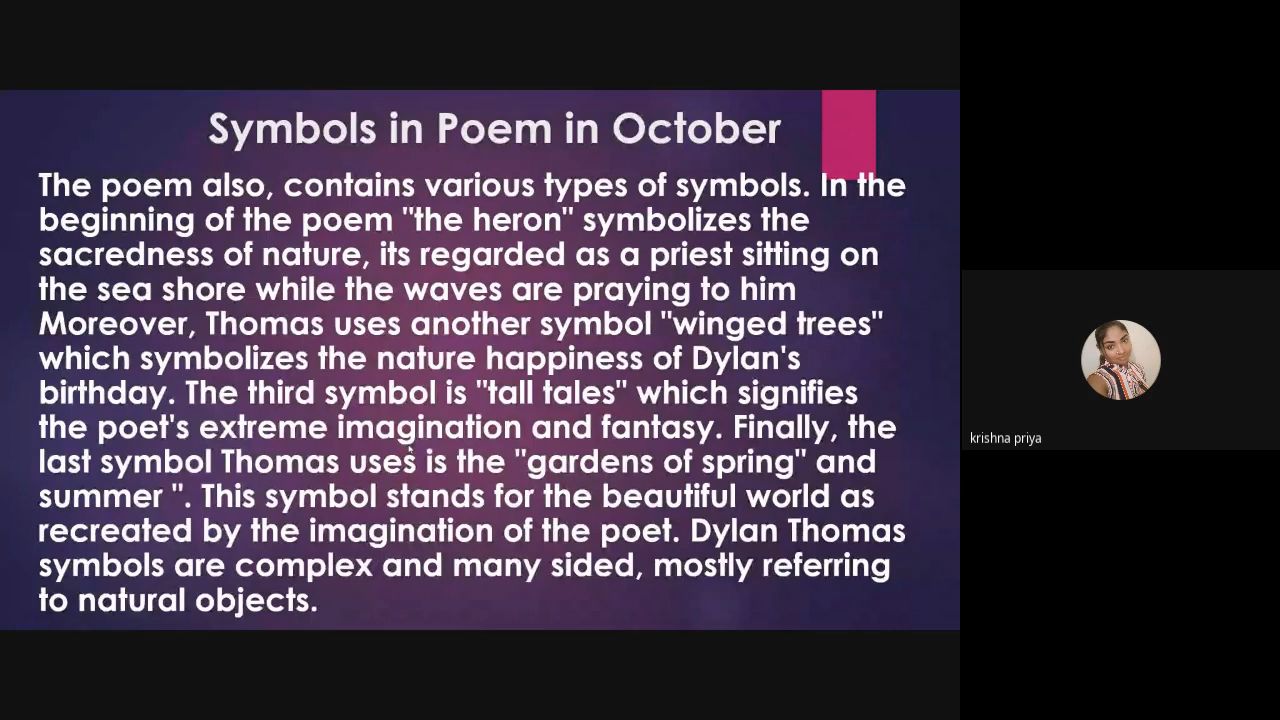 Symbols in Poem in October
The poem also, contains various types of symbols. In the
beginning of the poem "the heron" symbolizes the
sacredness of nature, its regarded as a priest sitting on
the sea shore while the waves are praying to him
Moreover, Thomas uses another symbol "winged trees"
which symbolizes the nature happiness of Dylan's
birthday. The third symbol is "tall tales" which signifies
the poet's extreme imagination and fantasy. Finally, the
last symbol Thomas uses is the "gardens of spring" and
summer ". This symbol stands for the beautiful world as
recreated by the imagination of the poet. Dylan Thomas
symbols are complex and many sided, mostly referring
to natural objects.
krishna priya